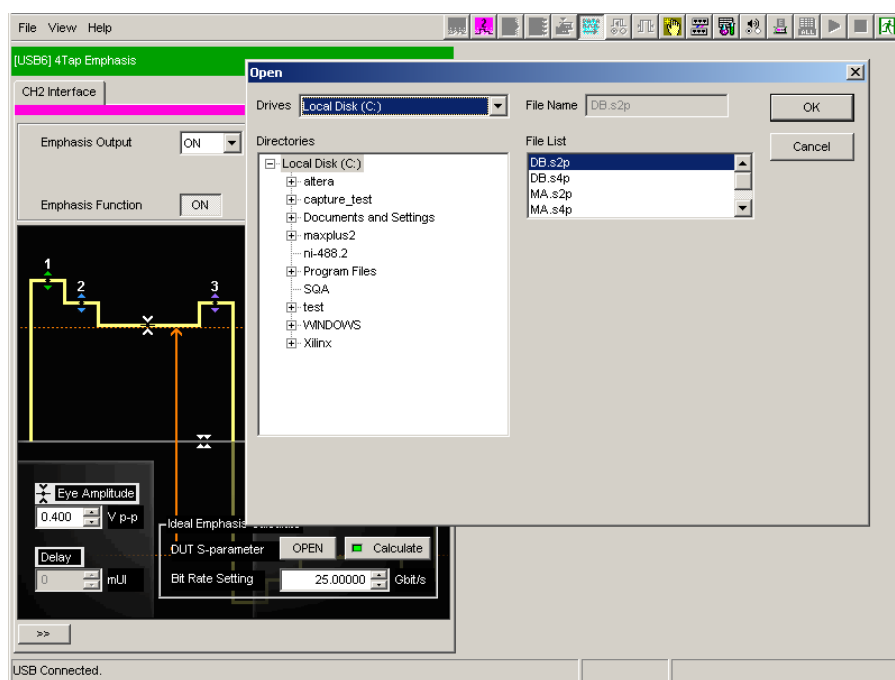 File View Help
[USB6] 4Tap Emphasis
CH2 Interface
Emphasis Output ON
Emphasis Function ON
1
2
3
Eye Amplitude
0.400 V p-p
Delay
0 mUI
DUT S-parameter OPEN Calculate
Bit Rate Setting 25.00000 Gbit/s
>>
USB Connected.
Open
Drives Local Disk (C:)
File Name DB.s2p
OK
Cancel
Directories
Local Disk (C:)
altera
capture_test
Documents and Settings
maxplus2
ni-488.2
Program Files
SQA
test
WINDOWS
Xilinx
File List
DB.s2p
DB.s4p
MA.s2p
MA.s4p